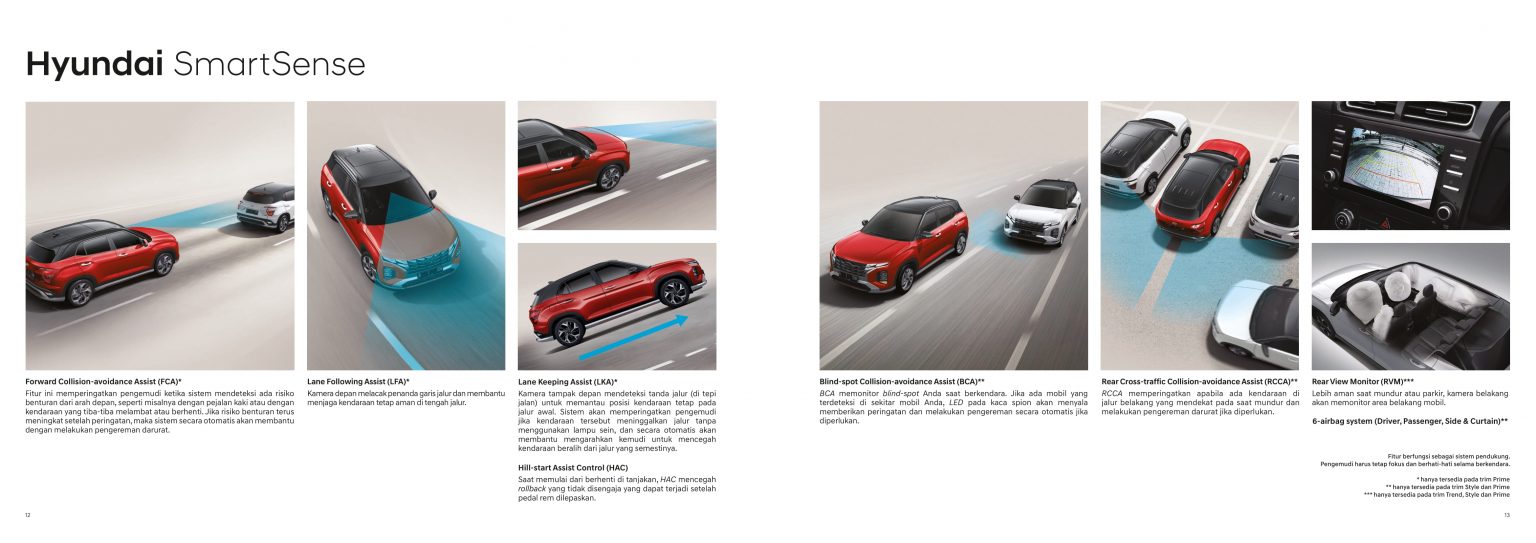 Hyundai SmartSense
Forward Collision-avoidance Assist (FCA)*
Fitur ini memperingatkan pengemudi ketika sistem mendeteksi ada risiko
benturan dari arah depan, seperti misalnya dengan pejalan kaki atau dengan
kendaraan yang tiba-tiba melambat atau berhenti. Jika risiko benturan terus
meningkat setelah peringatan, maka sistem secara otomatis akan membantu
dengan melakukan pengereman darurat.
Lane Following Assist (LFA)*
Kamera depan melacak penanda garis jalur dan membantu
menjaga kendaraan tetap aman di tengah jalur.
Lane Keeping Assist (LKA)*
Kamera tampak depan mendeteksi tanda jalur (di tepi
jalan) untuk memantau posisi kendaraan tetap pada
jalur awal. Sistem akan memperingatkan pengemudi
jika kendaraan tersebut meninggalkan jalur tanpa
menggunakan lampu sein, dan secara otomatis akan
membantu mengarahkan kemudi untuk mencegah
kendaraan beralih dari jalur yang semestinya.
Hill-start Assist Control (HAC)
Saat memulai dari berhenti di tanjakan, HAC mencegah
rollback yang tidak disengaja yang dapat terjadi setelah
pedal rem dilepaskan.
12
Blind-spot Collision-avoidance Assist (BCA)**
BCA memonitor blind-spot Anda saat berkendara. Jika ada mobil yang
terdeteksi di sekitar mobil Anda, LED pada kaca spion akan menyala
memberikan peringatan dan melakukan pengereman secara otomatis jika
diperlukan.
Rear Cross-traffic Collision-avoidance Assist (RCCA)**
RCCA memperingatkan apabila ada kendaraan di
jalur belakang yang mendekat pada saat mundur dan
melakukan pengereman darurat jika diperlukan.
Rear View Monitor (RVM)***
Lebih aman saat mundur atau parkir, kamera belakang
akan memonitor area belakang mobil.
6-airbag system (Driver, Passenger, Side & Curtain)**
Fitur berfungsi sebagai sistem pendukung.
Pengemudi harus tetap fokus dan berhati-hati selama berkendara.
* hanya tersedia pada trim Prime
** hanya tersedia pada trim Style dan Prime
*** hanya tersedia pada trim Trend, Style dan Prime
13